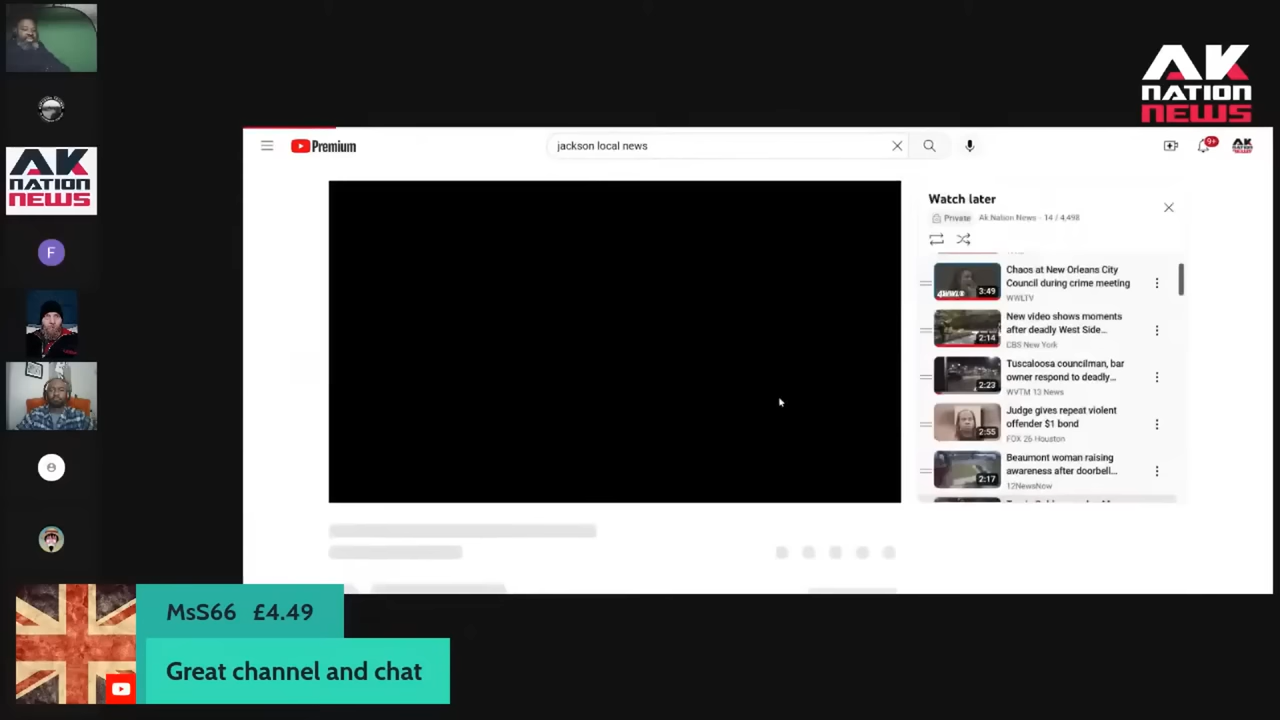 AK
NATION
NEWS
AK
NATION
NEWS
F
Premium
jackson local news
9+
Watch later
Private
Ak Nation News - 14 / 4,498
Chaos at New Orleans City
Council during crime meeting
WWLTV
4WWL
3:49
New video shows moments
after deadly West Side...
CBS New York
2:14
Tuscaloosa councilman, bar
owner respond to deadly...
WVTM 13 News
2:23
Judge gives repeat violent
offender $1 bond
FOX 26 Houston
2:55
Beaumont woman raising
awareness after doorbell...
12NewsNow
2:17
MsS66 £4.49
Great channel and chat